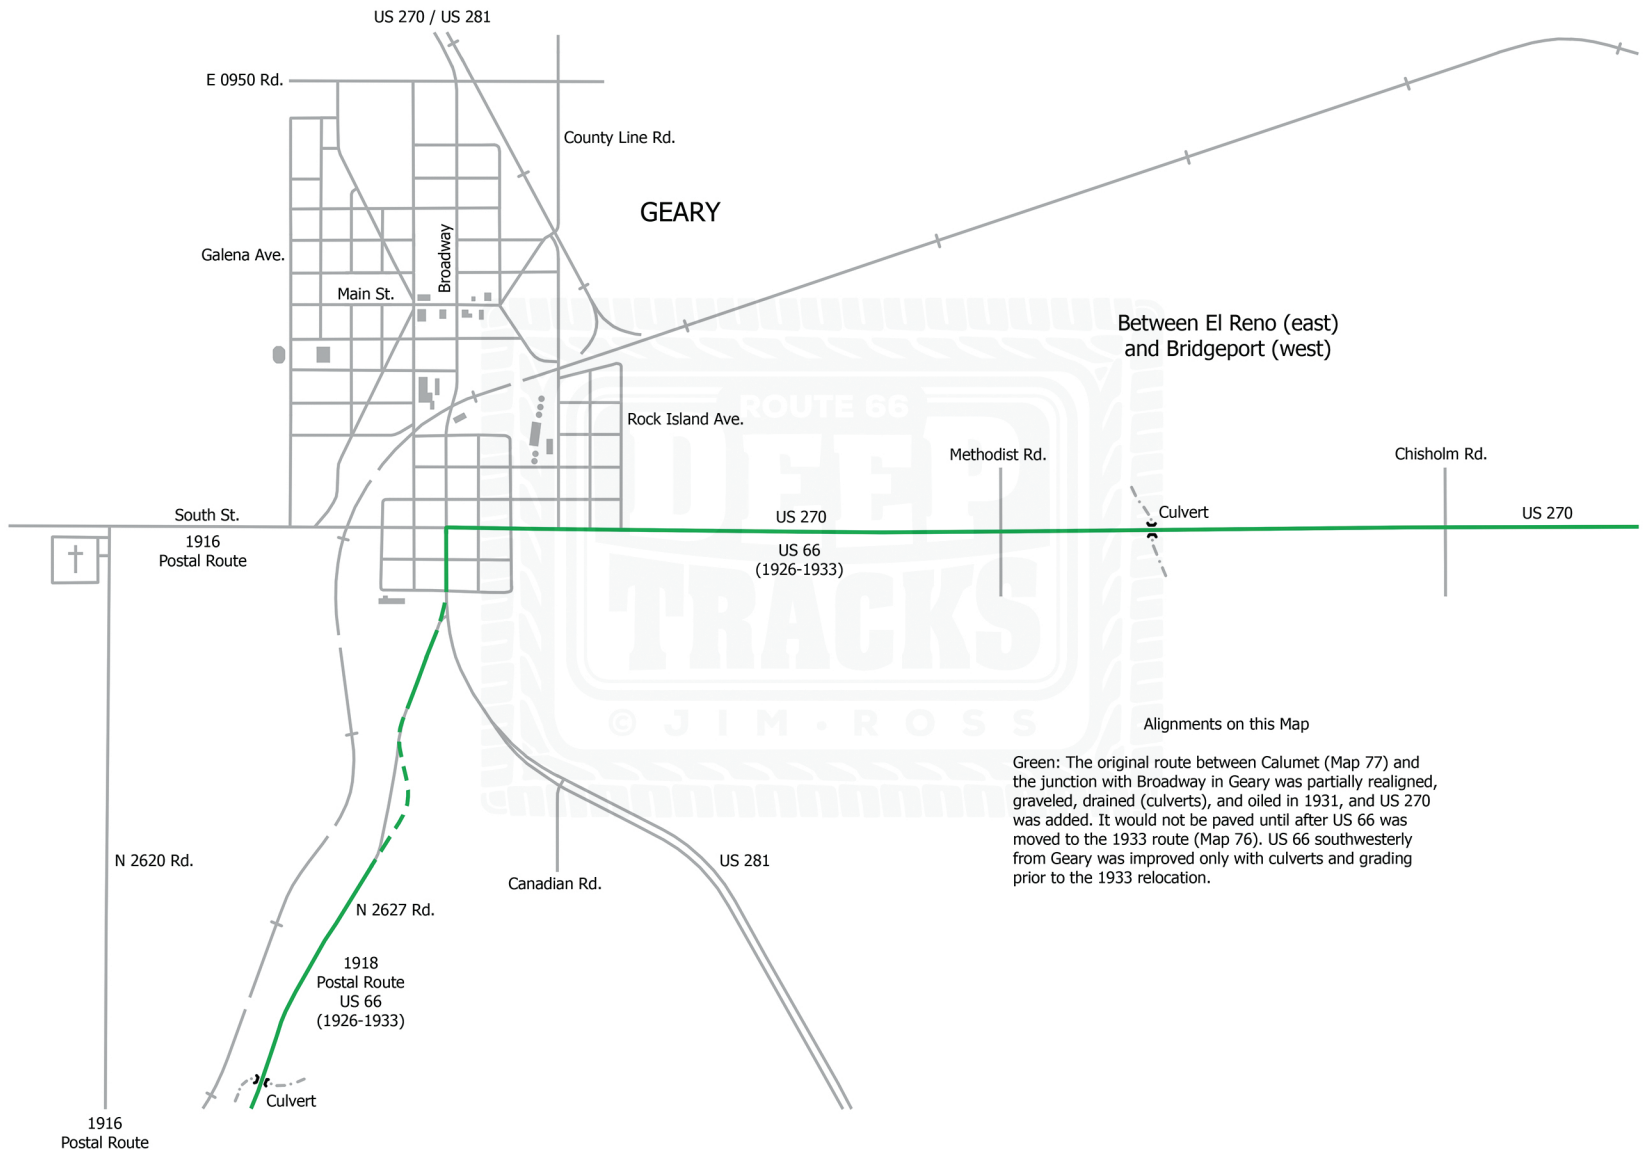 US 270 / US 281
E 0950 Rd.
County Line Rd.
GEARY
Galena Ave.
Broadway
Main St.
Between El Reno (east)
and Bridgeport (west)
ROUTE 66
DEEP
TRACKS
© JIM · ROSS
Rock Island Ave.
Methodist Rd.
Chisholm Rd.
South St.
1916
Postal Route
US 270
Culvert
US 270
US 66
(1926-1933)
Alignments on this Map
Green: The original route between Calumet (Map 77) and
the junction with Broadway in Geary was partially realigned,
graveled, drained (culverts), and oiled in 1931, and US 270
was added. It would not be paved until after US 66 was
moved to the 1933 route (Map 76). US 66 southwesterly
from Geary was improved only with culverts and grading
prior to the 1933 relocation.
N 2620 Rd.
US 281
Canadian Rd.
N 2627 Rd.
1918
Postal Route
US 66
(1926-1933)
Culvert
1916
Postal Route